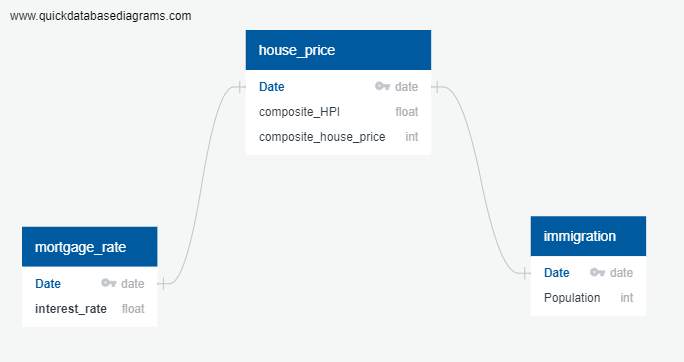 www.quickdatabasediagrams.com
house_price
Date date
composite_HPI float
composite_house_price int
mortgage_rate
Date date
interest_rate float
immigration
Date date
Population int